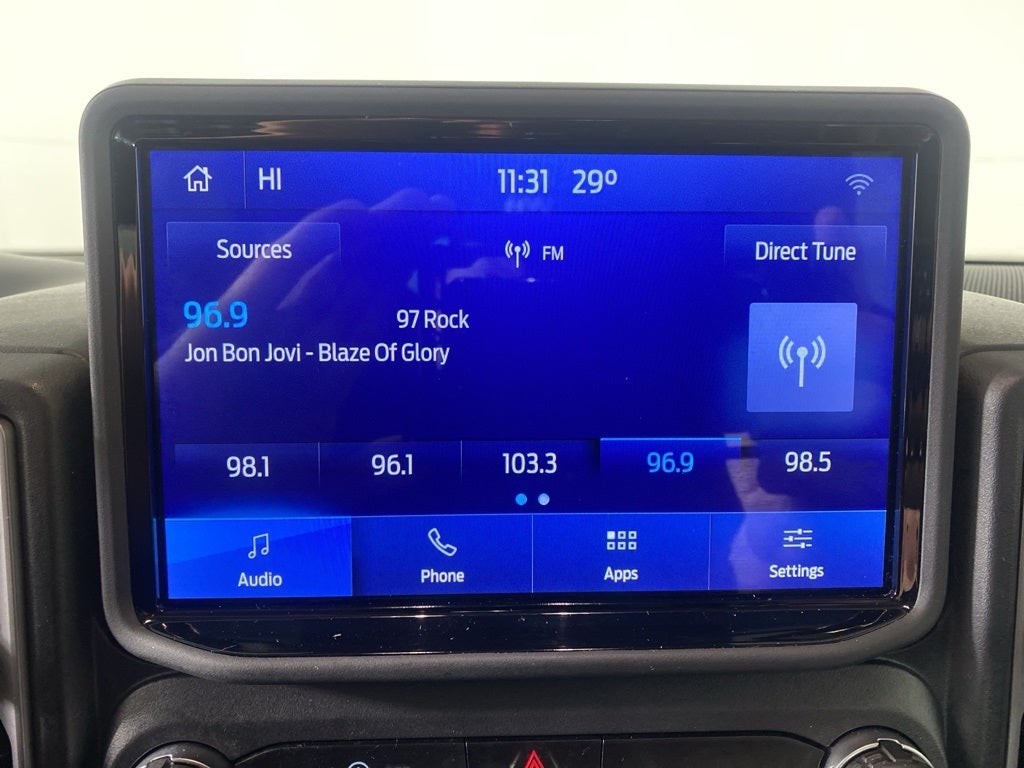 HI 11:31 29°
Sources FM Direct Tune
96.9 97 Rock
Jon Bon Jovi - Blaze Of Glory
98.1 96.1 103.3 96.9 98.5
Audio Phone Apps Settings